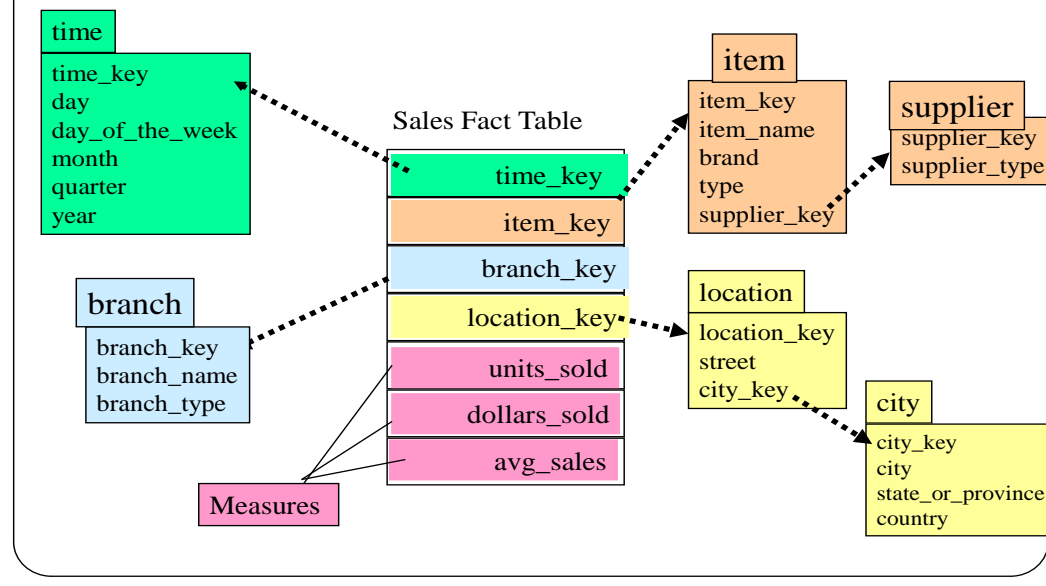 time
time_key
day
day_of_the_week
month
quarter
year
Sales Fact Table
time_key
item_key
branch_key
location_key
units_sold
dollars_sold
avg_sales
Measures
branch
branch_key
branch_name
branch_type
item
item_key
item_name
brand
type
supplier_key
supplier
supplier_key
supplier_type
location
location_key
street
city_key
city
city_key
city
state_or_province
country